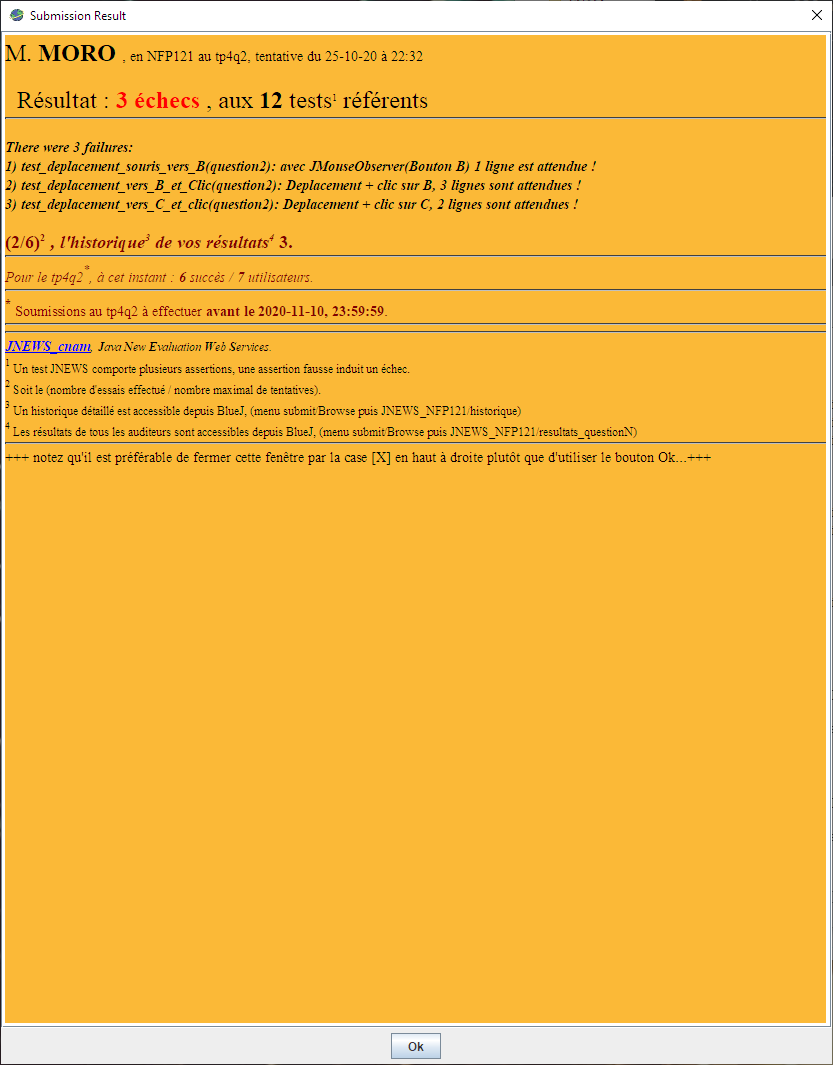 Submission Result
M. MORO , en NFP121 au tp4q2, tentative du 25-10-20 à 22:32
Résultat : 3 échecs , aux 12 tests1 référents
There were 3 failures:
1) test_deplacement_souris_vers_B(question2): avec JMouseObserver(Bouton B) 1 ligne est attendue !
2) test_deplacement_vers_B_et_Clic(question2): Deplacement + clic sur B, 3 lignes sont attendues !
3) test_deplacement_vers_C_et_clic(question2): Deplacement + clic sur C, 2 lignes sont attendues !
(2/6)2 , l'historique3 de vos résultats4 3.
Pour le tp4q2*, à cet instant : 6 succès / 7 utilisateurs.
* Soumissions au tp4q2 à effectuer avant le 2020-11-10, 23:59:59.
JNEWS_cnam, Java New Evaluation Web Services.
1 Un test JNEWS comporte plusieurs assertions, une assertion fausse induit un échec.
2 Soit le (nombre d'essais effectué / nombre maximal de tentatives).
3 Un historique détaillé est accessible depuis BlueJ, (menu submit/Browse puis JNEWS_NFP121/historique)
4 Les résultats de tous les auditeurs sont accessibles depuis BlueJ, (menu submit/Browse puis JNEWS_NFP121/resultats_questionN)
+++ notez qu'il est préférable de fermer cette fenêtre par la case [X] en haut à droite plutôt que d'utiliser le bouton Ok...+++
Ok